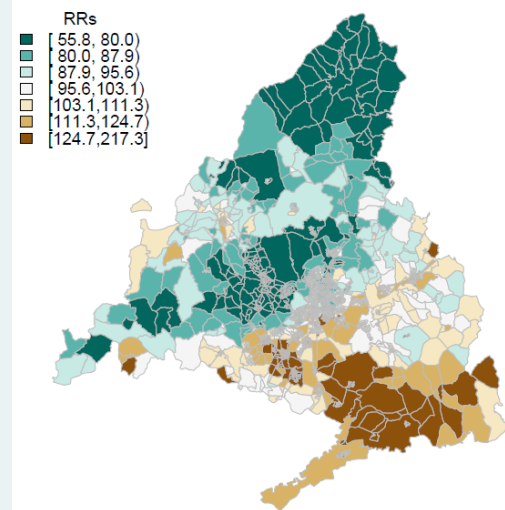 RRs
[ 55.8, 80.0)
[ 80.0, 87.9)
[ 87.9, 95.6)
[ 95.6,103.1)
[103.1,111.3)
[111.3,124.7)
[124.7,217.3]